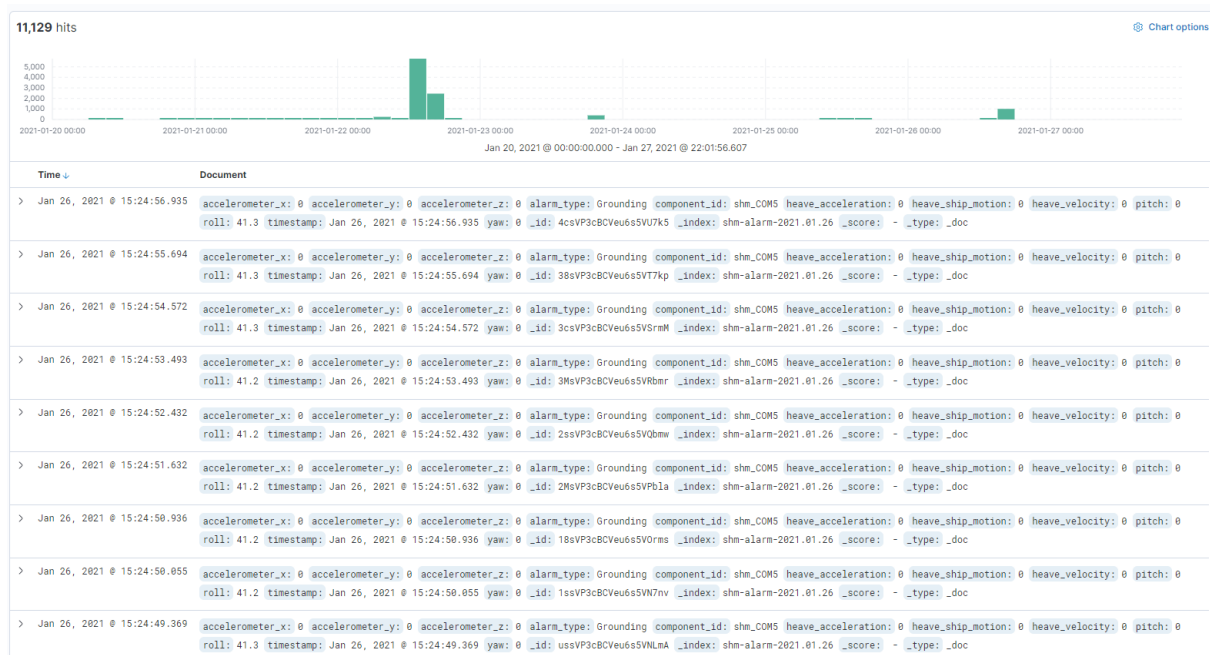 11,129 hits
Chart options
5,000
4,000
3,000
2,000
1,000
0
2021-01-20 00:00 2021-01-21 00:00 2021-01-22 00:00 2021-01-23 00:00 2021-01-24 00:00 2021-01-25 00:00 2021-01-26 00:00 2021-01-27 00:00
Jan 20, 2021 @ 00:00:00.000 - Jan 27, 2021 @ 22:01:56.607
Time Document
Jan 26, 2021 @ 15:24:56.935 accelerometer_x: 0 accelerometer_y: 0 accelerometer_z: 0 alarm_type: Grounding component_id: shm_COM5 heave_acceleration: 0 heave_ship_motion: 0 heave_velocity: 0 pitch: 0
roll: 41.3 timestamp: Jan 26, 2021 @ 15:24:56.935 yaw: 0 _id: 4csVP3cBCVeu6s5VU7k5 _index: shm-alarm-2021.01.26 _score: - _type: _doc
Jan 26, 2021 @ 15:24:55.694 accelerometer_x: 0 accelerometer_y: 0 accelerometer_z: 0 alarm_type: Grounding component_id: shm_COM5 heave_acceleration: 0 heave_ship_motion: 0 heave_velocity: 0 pitch: 0
roll: 41.3 timestamp: Jan 26, 2021 @ 15:24:55.694 yaw: 0 _id: 38sVP3cBCVeu6s5VT7kp _index: shm-alarm-2021.01.26 _score: - _type: _doc
Jan 26, 2021 @ 15:24:54.572 accelerometer_x: 0 accelerometer_y: 0 accelerometer_z: 0 alarm_type: Grounding component_id: shm_COM5 heave_acceleration: 0 heave_ship_motion: 0 heave_velocity: 0 pitch: 0
roll: 41.3 timestamp: Jan 26, 2021 @ 15:24:54.572 yaw: 0 _id: 3csVP3cBCVeu6s5VSrmM _index: shm-alarm-2021.01.26 _score: - _type: _doc
Jan 26, 2021 @ 15:24:53.493 accelerometer_x: 0 accelerometer_y: 0 accelerometer_z: 0 alarm_type: Grounding component_id: shm_COM5 heave_acceleration: 0 heave_ship_motion: 0 heave_velocity: 0 pitch: 0
roll: 41.2 timestamp: Jan 26, 2021 @ 15:24:53.493 yaw: 0 _id: 3MsVP3cBCVeu6s5VRbmr _index: shm-alarm-2021.01.26 _score: - _type: _doc
Jan 26, 2021 @ 15:24:52.432 accelerometer_x: 0 accelerometer_y: 0 accelerometer_z: 0 alarm_type: Grounding component_id: shm_COM5 heave_acceleration: 0 heave_ship_motion: 0 heave_velocity: 0 pitch: 0
roll: 41.2 timestamp: Jan 26, 2021 @ 15:24:52.432 yaw: 0 _id: 2ssVP3cBCVeu6s5VQbmw _index: shm-alarm-2021.01.26 _score: - _type: _doc
Jan 26, 2021 @ 15:24:51.632 accelerometer_x: 0 accelerometer_y: 0 accelerometer_z: 0 alarm_type: Grounding component_id: shm_COM5 heave_acceleration: 0 heave_ship_motion: 0 heave_velocity: 0 pitch: 0
roll: 41.2 timestamp: Jan 26, 2021 @ 15:24:51.632 yaw: 0 _id: 2MsVP3cBCVeu6s5VPbla _index: shm-alarm-2021.01.26 _score: - _type: _doc
Jan 26, 2021 @ 15:24:50.936 accelerometer_x: 0 accelerometer_y: 0 accelerometer_z: 0 alarm_type: Grounding component_id: shm_COM5 heave_acceleration: 0 heave_ship_motion: 0 heave_velocity: 0 pitch: 0
roll: 41.2 timestamp: Jan 26, 2021 @ 15:24:50.936 yaw: 0 _id: 18sVP3cBCVeu6s5VOrms _index: shm-alarm-2021.01.26 _score: - _type: _doc
Jan 26, 2021 @ 15:24:50.055 accelerometer_x: 0 accelerometer_y: 0 accelerometer_z: 0 alarm_type: Grounding component_id: shm_COM5 heave_acceleration: 0 heave_ship_motion: 0 heave_velocity: 0 pitch: 0
roll: 41.2 timestamp: Jan 26, 2021 @ 15:24:50.055 yaw: 0 _id: 1ssVP3cBCVeu6s5VN7nv _index: shm-alarm-2021.01.26 _score: - _type: _doc
Jan 26, 2021 @ 15:24:49.369 accelerometer_x: 0 accelerometer_y: 0 accelerometer_z: 0 alarm_type: Grounding component_id: shm_COM5 heave_acceleration: 0 heave_ship_motion: 0 heave_velocity: 0 pitch: 0
roll: 41.3 timestamp: Jan 26, 2021 @ 15:24:49.369 yaw: 0 _id: ussVP3cBCVeu6s5VNLmA _index: shm-alarm-2021.01.26 _score: - _type: _doc